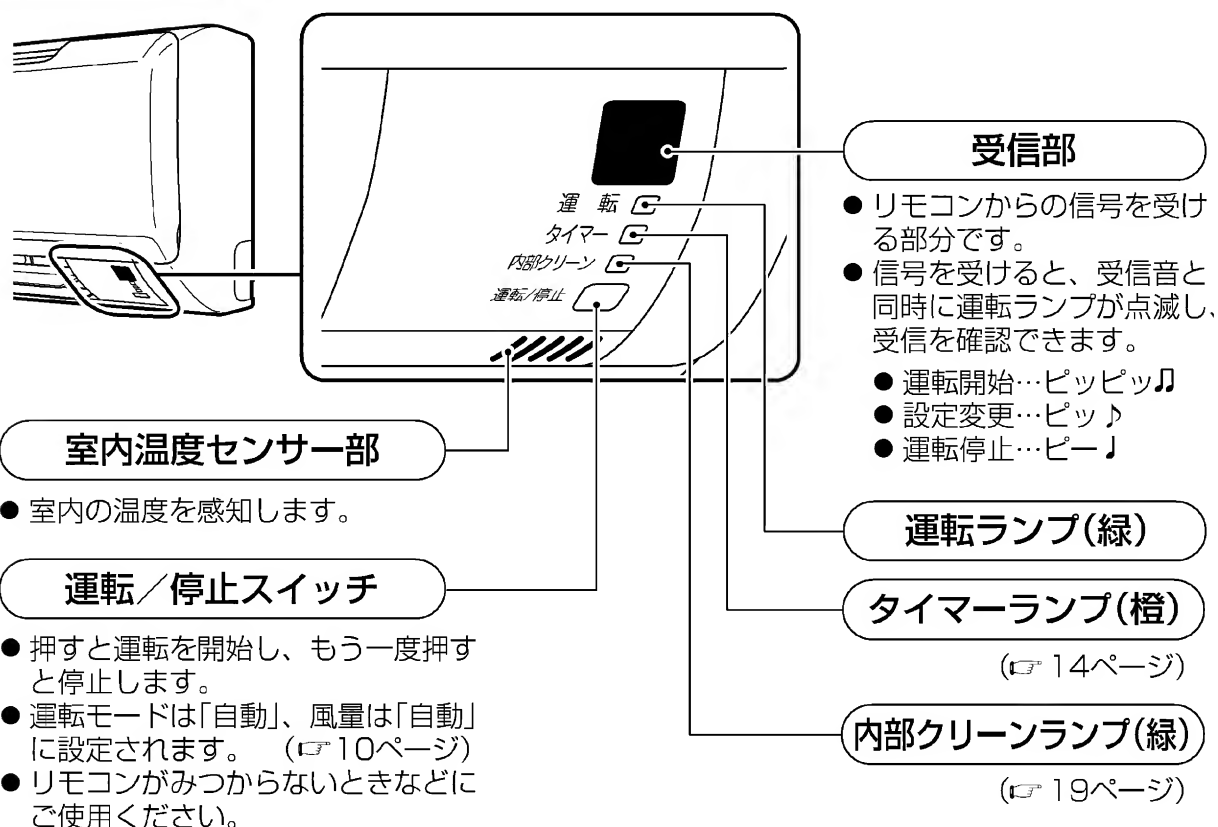 運 転
タイマー
内部クリーン
運転/停止
受信部
● リモコンからの信号を受け
る部分です。
● 信号を受けると、受信音と
同時に運転ランプが点滅し、
受信を確認できます。
● 運転開始…ピッピッ♫
● 設定変更…ピッ♪
● 運転停止…ピー♩
室内温度センサー部
● 室内の温度を感知します。
運転／停止スイッチ
● 押すと運転を開始し、もう一度押す
と停止します。
● 運転モードは「自動」、風量は「自動」
に設定されます。 (☞10ページ)
● リモコンがみつからないときなどに
ご使用ください。
運転ランプ(緑)
タイマーランプ(橙)
(☞14ページ)
内部クリーンランプ(緑)
(☞19ページ)